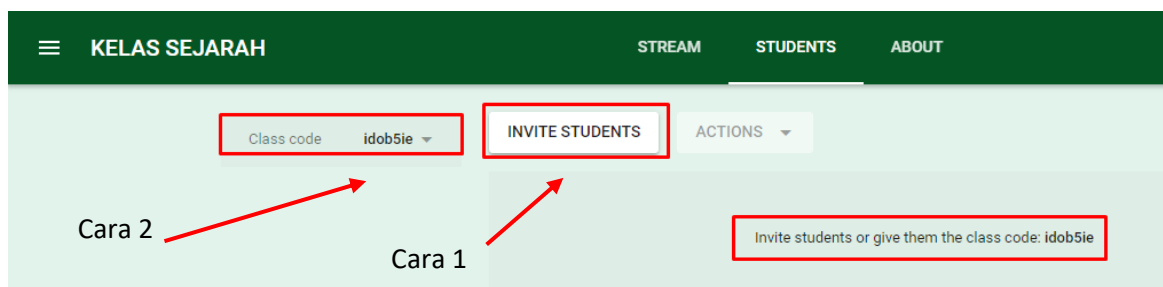 KELAS SEJARAH STREAM STUDENTS ABOUT
Class code idob5ie INVITE STUDENTS ACTIONS
Cara 2
Cara 1
Invite students or give them the class code: idob5ie